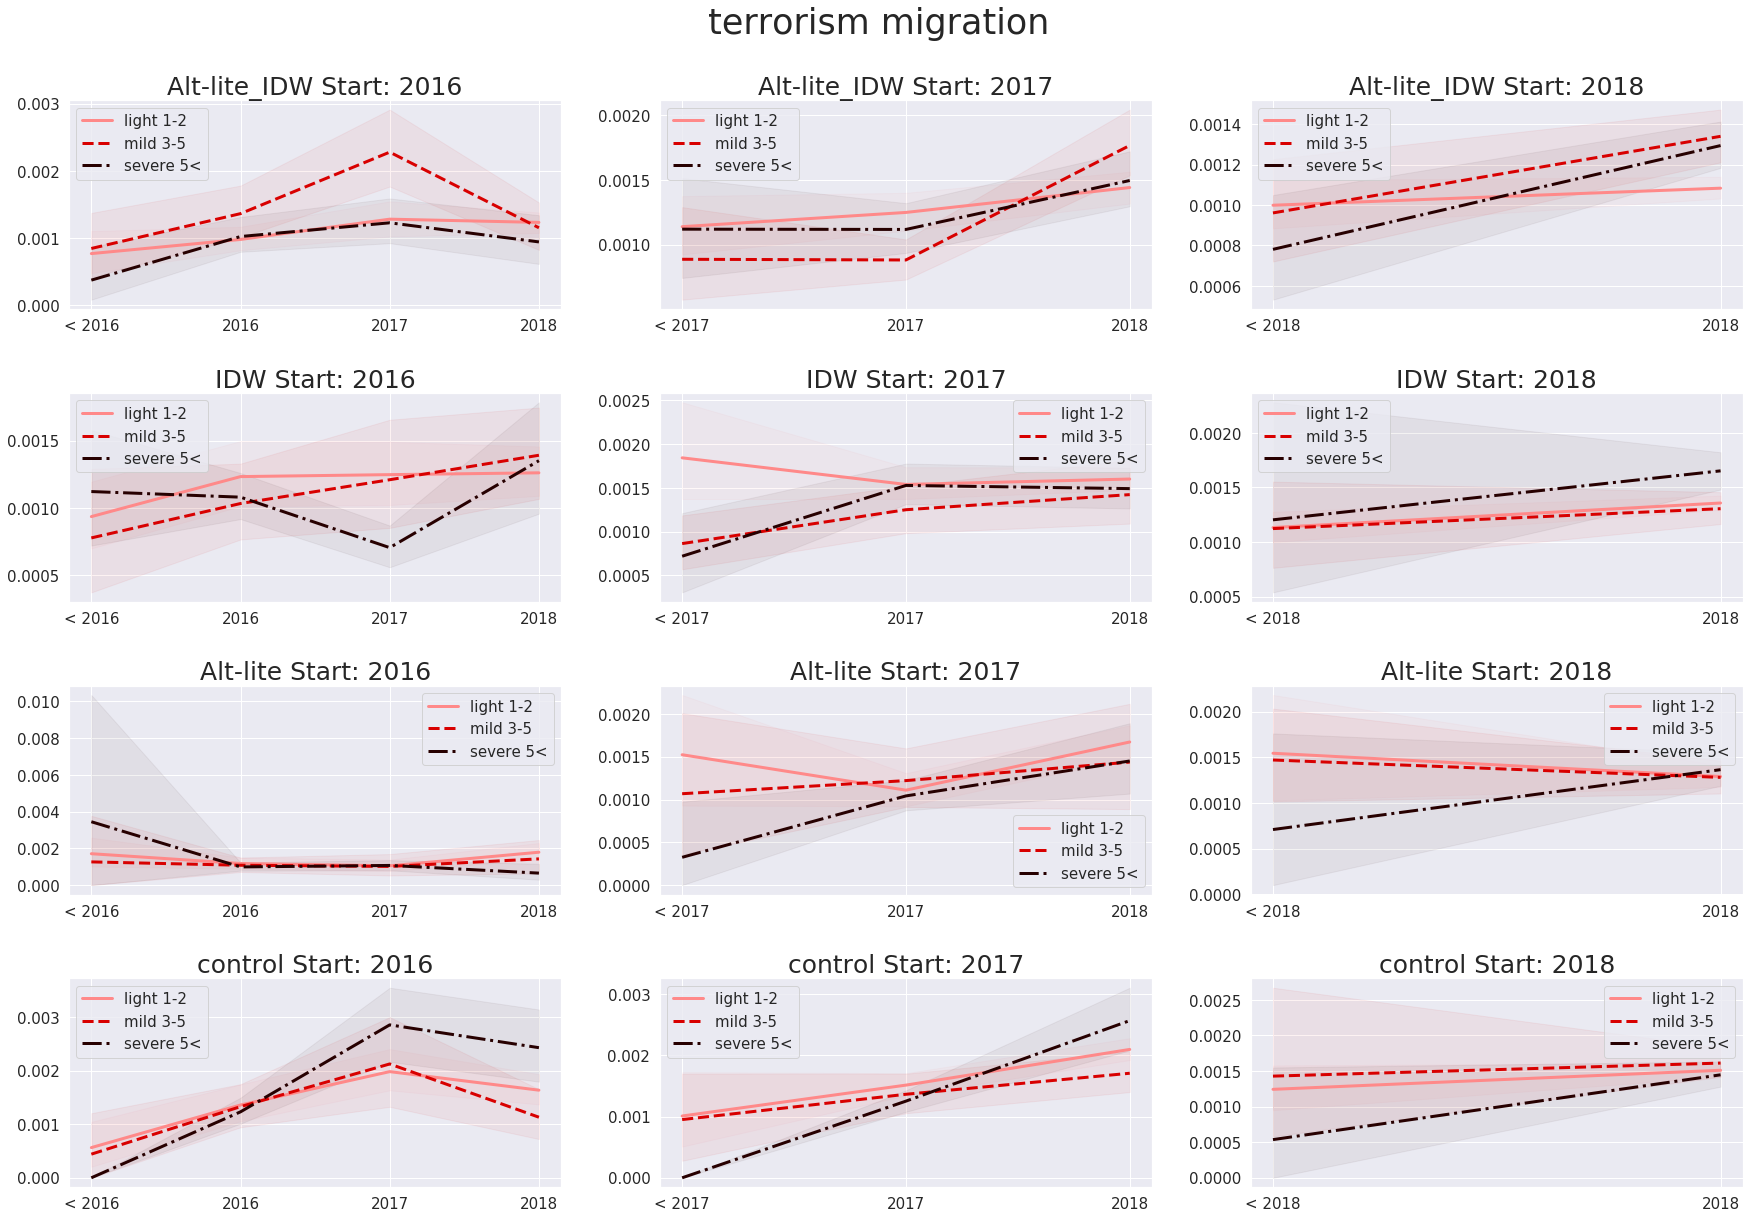 terrorism migration
Alt-lite_IDW Start: 2016
0.003
0.002
0.001
0.000
light 1-2
mild 3-5
severe 5<
< 2016
2016
2017
2018
Alt-lite_IDW Start: 2017
0.0020
0.0015
0.0010
light 1-2
mild 3-5
severe 5<
< 2017
2017
2018
Alt-lite_IDW Start: 2018
0.0014
0.0012
0.0010
0.0008
0.0006
light 1-2
mild 3-5
severe 5<
< 2018
2018
IDW Start: 2016
0.0015
0.0010
0.0005
light 1-2
mild 3-5
severe 5<
< 2016
2016
2017
2018
IDW Start: 2017
0.0025
0.0020
0.0015
0.0010
0.0005
light 1-2
mild 3-5
severe 5<
< 2017
2017
2018
IDW Start: 2018
0.0020
0.0015
0.0010
0.0005
light 1-2
mild 3-5
severe 5<
< 2018
2018
Alt-lite Start: 2016
0.010
0.008
0.006
0.004
0.002
0.000
light 1-2
mild 3-5
severe 5<
< 2016
2016
2017
2018
Alt-lite Start: 2017
0.0020
0.0015
0.0010
0.0005
0.0000
light 1-2
mild 3-5
severe 5<
< 2017
2017
2018
Alt-lite Start: 2018
0.0020
0.0015
0.0010
0.0005
0.0000
light 1-2
mild 3-5
severe 5<
< 2018
2018
control Start: 2016
0.003
0.002
0.001
0.000
light 1-2
mild 3-5
severe 5<
< 2016
2016
2017
2018
control Start: 2017
0.003
0.002
0.001
0.000
light 1-2
mild 3-5
severe 5<
< 2017
2017
2018
control Start: 2018
0.0025
0.0020
0.0015
0.0010
0.0005
0.0000
light 1-2
mild 3-5
severe 5<
< 2018
2018